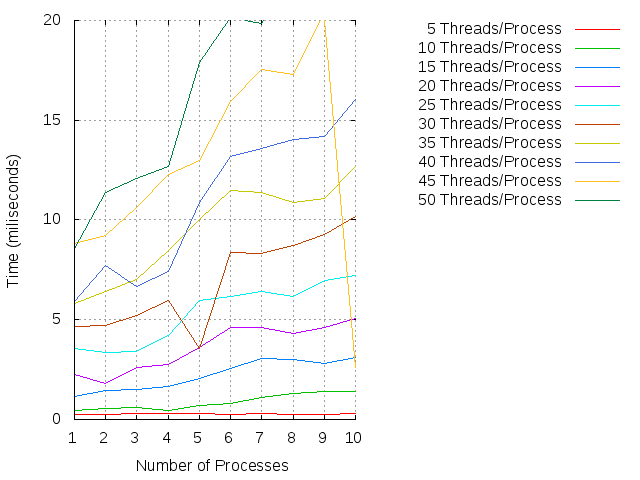 20
15
10
5
0
1 2 3 4 5 6 7 8 9 10
Time (miliseconds)
Number of Processes
5 Threads/Process
10 Threads/Process
15 Threads/Process
20 Threads/Process
25 Threads/Process
30 Threads/Process
35 Threads/Process
40 Threads/Process
45 Threads/Process
50 Threads/Process